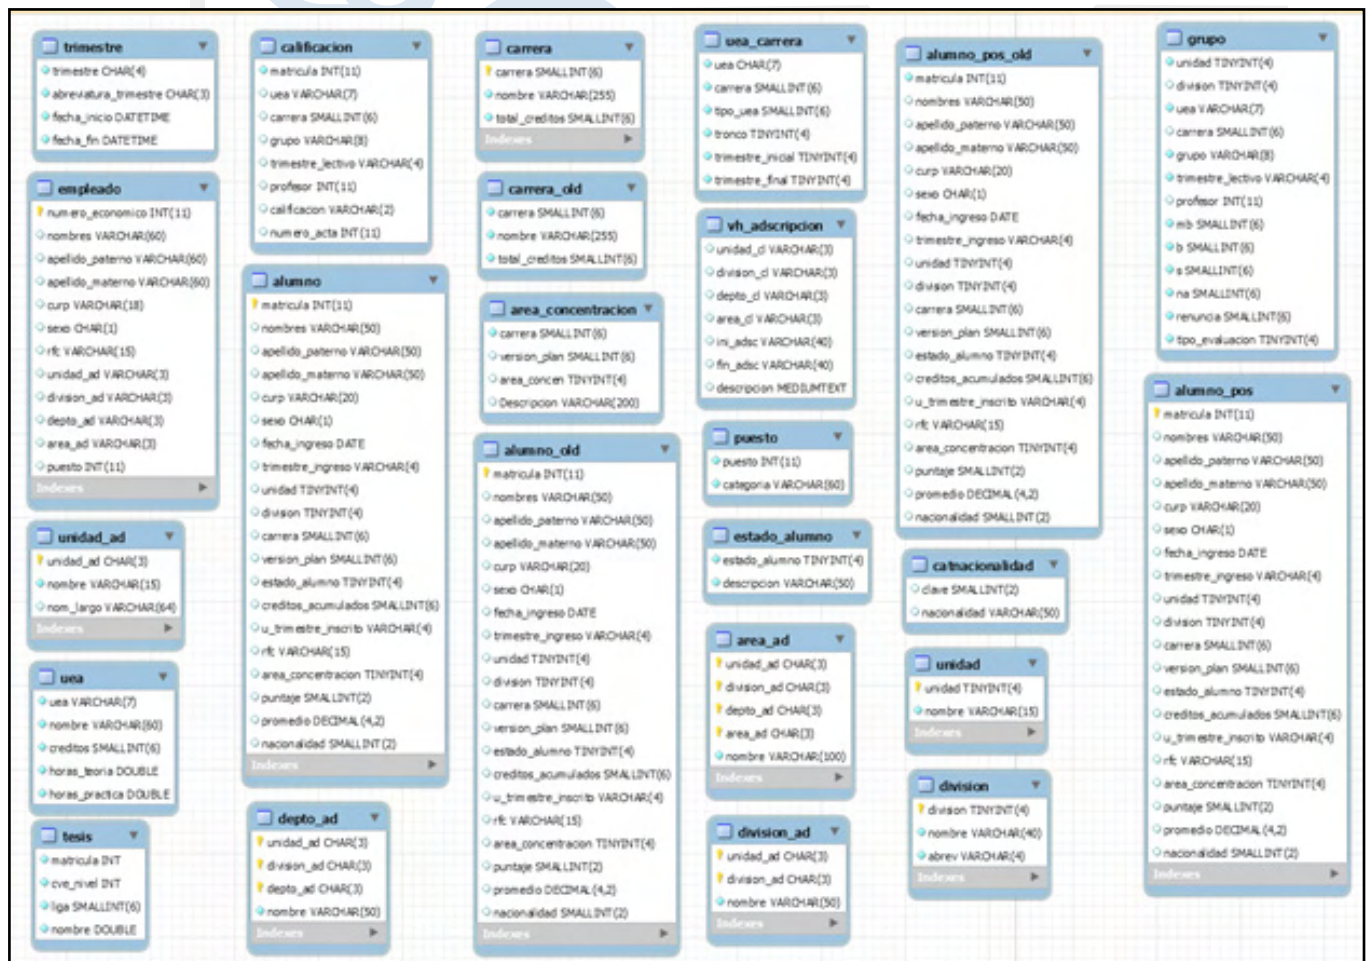 trimestre
trimestre CHAR(4)
abreviatura_trimestre CHAR(3)
fecha_inicio DATETIME
fecha_fin DATETIME
empleado
numero_economico INT(11)
nombres VARCHAR(60)
apellido_paterno VARCHAR(60)
apellido_materno VARCHAR(60)
curp VARCHAR(18)
sexo CHAR(1)
rfc VARCHAR(15)
unidad_ad VARCHAR(3)
division_ad VARCHAR(3)
depto_ad VARCHAR(3)
area_ad VARCHAR(3)
puesto INT(11)
Indexes
unidad_ad
unidad_ad CHAR(3)
nombre VARCHAR(15)
nom_largo VARCHAR(64)
Indexes
uea
uea VARCHAR(7)
nombre VARCHAR(60)
creditos SMALLINT(6)
horas_teoria DOUBLE
horas_practica DOUBLE
tesis
matricula INT
cve_nivel INT
liga SMALLINT(6)
nombre DOUBLE
calificacion
matricula INT(11)
uea VARCHAR(7)
carrera SMALLINT(6)
grupo VARCHAR(8)
trimestre_lectivo VARCHAR(4)
profesor INT(11)
calificacion VARCHAR(2)
numero_acta INT(11)
alumno
matricula INT(11)
nombres VARCHAR(50)
apellido_paterno VARCHAR(50)
apellido_materno VARCHAR(50)
curp VARCHAR(20)
sexo CHAR(1)
fecha_ingreso DATE
trimestre_ingreso VARCHAR(4)
unidad TINYINT(4)
division TINYINT(4)
carrera SMALLINT(6)
version_plan SMALLINT(6)
estado_alumno TINYINT(4)
creditos_acumulados SMALLINT(6)
u_trimestre_inscrito VARCHAR(4)
rfc VARCHAR(15)
area_concentracion TINYINT(4)
puntaje SMALLINT(2)
promedio DECIMAL(4,2)
nacionalidad SMALLINT(2)
Indexes
depto_ad
unidad_ad CHAR(3)
division_ad CHAR(3)
depto_ad CHAR(3)
nombre VARCHAR(50)
Indexes
carrera
carrera SMALLINT(6)
nombre VARCHAR(255)
total_creditos SMALLINT(6)
Indexes
carrera_old
carrera SMALLINT(6)
nombre VARCHAR(255)
total_creditos SMALLINT(6)
area_concentracion
carrera SMALLINT(6)
version_plan SMALLINT(6)
area_concen TINYINT(4)
Descripcion VARCHAR(200)
alumno_old
matricula INT(11)
nombres VARCHAR(50)
apellido_paterno VARCHAR(50)
apellido_materno VARCHAR(50)
curp VARCHAR(20)
sexo CHAR(1)
fecha_ingreso DATE
trimestre_ingreso VARCHAR(4)
unidad TINYINT(4)
division TINYINT(4)
carrera SMALLINT(6)
version_plan SMALLINT(6)
estado_alumno TINYINT(4)
creditos_acumulados SMALLINT(6)
u_trimestre_inscrito VARCHAR(4)
rfc VARCHAR(15)
area_concentracion TINYINT(4)
puntaje SMALLINT(2)
promedio DECIMAL(4,2)
nacionalidad SMALLINT(2)
Indexes
uea_carrera
uea CHAR(7)
carrera SMALLINT(6)
tipo_uea SMALLINT(6)
tronco TINYINT(4)
trimestre_inicial TINYINT(4)
trimestre_final TINYINT(4)
vh_adscripcion
unidad_cl VARCHAR(3)
division_cl VARCHAR(3)
depto_cl VARCHAR(3)
area_cl VARCHAR(3)
ini_adsc VARCHAR(40)
fin_adsc VARCHAR(40)
descripcion MEDIUMTEXT
puesto
puesto INT(11)
categoria VARCHAR(60)
estado_alumno
estado_alumno TINYINT(4)
descripcion VARCHAR(50)
area_ad
unidad_ad CHAR(3)
division_ad CHAR(3)
depto_ad CHAR(3)
area_ad CHAR(3)
nombre VARCHAR(100)
Indexes
division_ad
unidad_ad CHAR(3)
division_ad CHAR(3)
nombre VARCHAR(50)
Indexes
alumno_pos_old
matricula INT(11)
nombres VARCHAR(50)
apellido_paterno VARCHAR(50)
apellido_materno VARCHAR(50)
curp VARCHAR(20)
sexo CHAR(1)
fecha_ingreso DATE
trimestre_ingreso VARCHAR(4)
unidad TINYINT(4)
division TINYINT(4)
carrera SMALLINT(6)
version_plan SMALLINT(6)
estado_alumno TINYINT(4)
creditos_acumulados SMALLINT(6)
u_trimestre_inscrito VARCHAR(4)
rfc VARCHAR(15)
area_concentracion TINYINT(4)
puntaje SMALLINT(2)
promedio DECIMAL(4,2)
nacionalidad SMALLINT(2)
catnacionalidad
clave SMALLINT(2)
nacionalidad VARCHAR(50)
unidad
unidad TINYINT(4)
nombre VARCHAR(15)
Indexes
division
division TINYINT(4)
nombre VARCHAR(40)
abrev VARCHAR(4)
Indexes
grupo
unidad TINYINT(4)
division TINYINT(4)
uea VARCHAR(7)
carrera SMALLINT(6)
grupo VARCHAR(8)
trimestre_lectivo VARCHAR(4)
profesor INT(11)
mb SMALLINT(6)
b SMALLINT(6)
s SMALLINT(6)
na SMALLINT(6)
renuncia SMALLINT(6)
tipo_evaluacion TINYINT(4)
alumno_pos
matricula INT(11)
nombres VARCHAR(50)
apellido_paterno VARCHAR(50)
apellido_materno VARCHAR(50)
curp VARCHAR(20)
sexo CHAR(1)
fecha_ingreso DATE
trimestre_ingreso VARCHAR(4)
unidad TINYINT(4)
division TINYINT(4)
carrera SMALLINT(6)
version_plan SMALLINT(6)
estado_alumno TINYINT(4)
creditos_acumulados SMALLINT(6)
u_trimestre_inscrito VARCHAR(4)
rfc VARCHAR(15)
area_concentracion TINYINT(4)
puntaje SMALLINT(2)
promedio DECIMAL(4,2)
nacionalidad SMALLINT(2)
Indexes